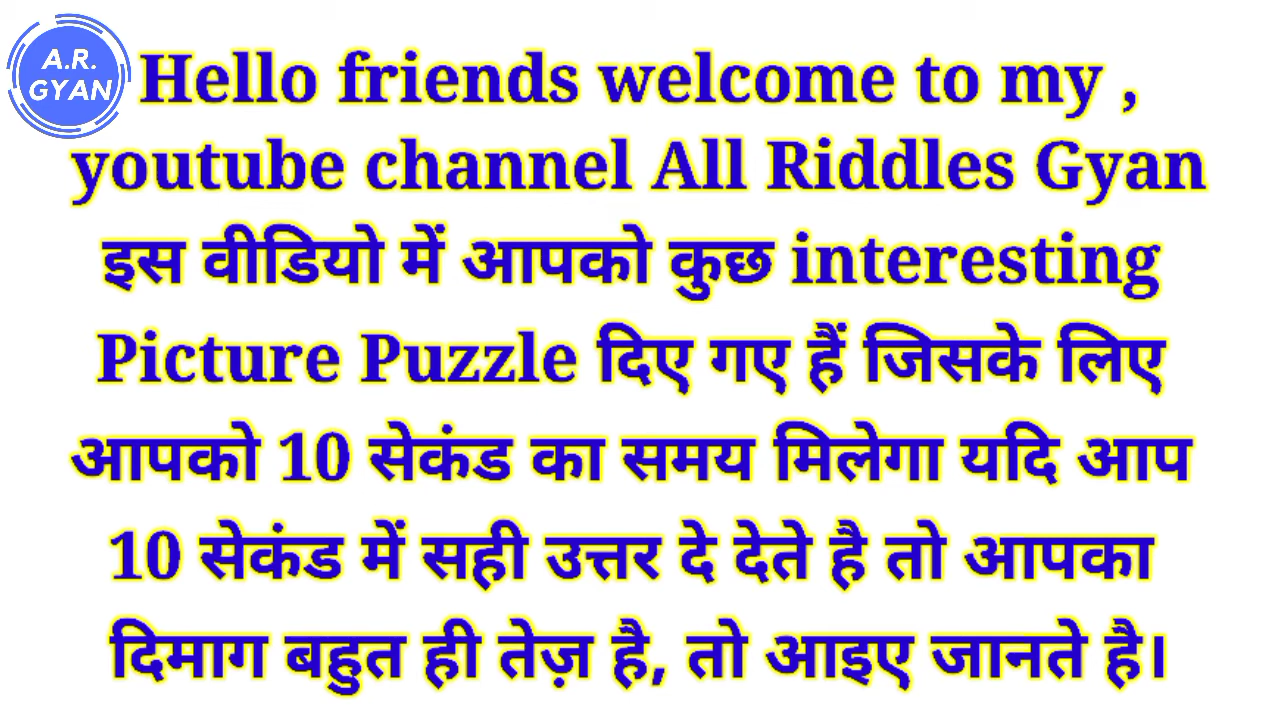 A.R.
GYAN
Hello friends welcome to my ,
youtube channel All Riddles Gyan
इस वीडियो में आपको कुछ interesting
Picture Puzzle दिए गए हैं जिसके लिए
आपको 10 सेकंड का समय मिलेगा यदि आप
10 सेकंड में सही उत्तर दे देते है तो आपका
दिमाग बहुत ही तेज़ है, तो आइए जानते है।